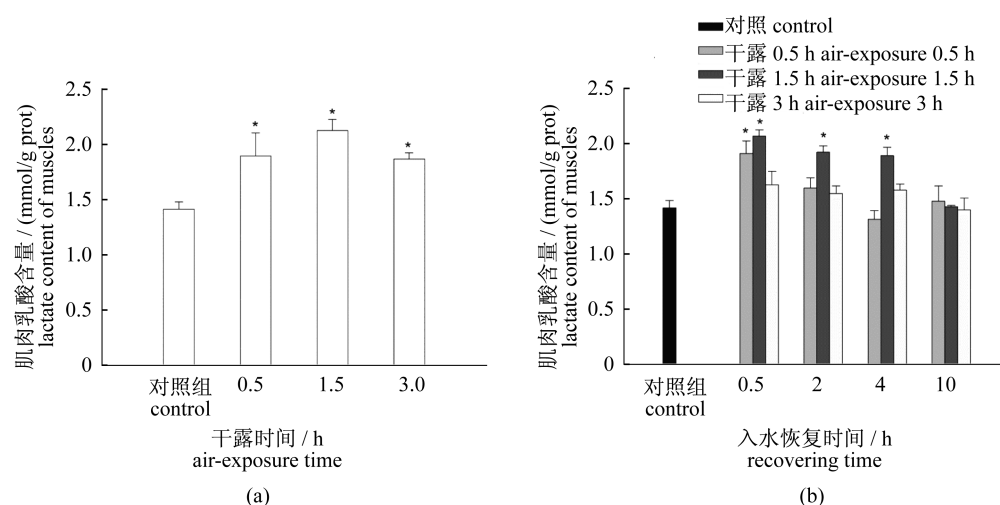 肌肉乳酸含量 / (mmol/g prot)
lactate content of muscles
2.5
2.0
1.5
1.0
0.5
0
*
*
*
对照组
control
0.5
1.5
3.0
干露时间 / h
air-exposure time
(a)
对照 control
干露 0.5 h air-exposure 0.5 h
干露 1.5 h air-exposure 1.5 h
干露 3 h air-exposure 3 h
肌肉乳酸含量 / (mmol/g prot)
lactate content of muscles
2.5
2.0
1.5
1.0
0.5
0
* *
*
*
对照组
control
0.5
2
4
10
入水恢复时间 / h
recovering time
(b)